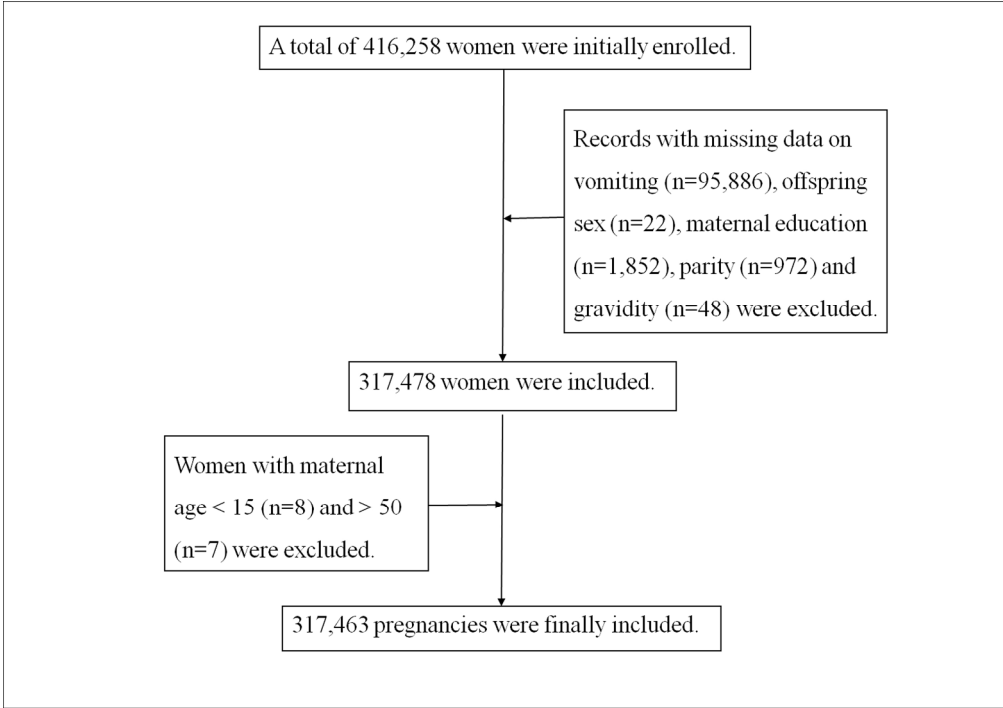 A total of 416,258 women were initially enrolled.
Records with missing data on
vomiting (n=95,886), offspring
sex (n=22), maternal education
(n=1,852), parity (n=972) and
gravidity (n=48) were excluded.
317,478 women were included.
Women with maternal
age < 15 (n=8) and > 50
(n=7) were excluded.
317,463 pregnancies were finally included.